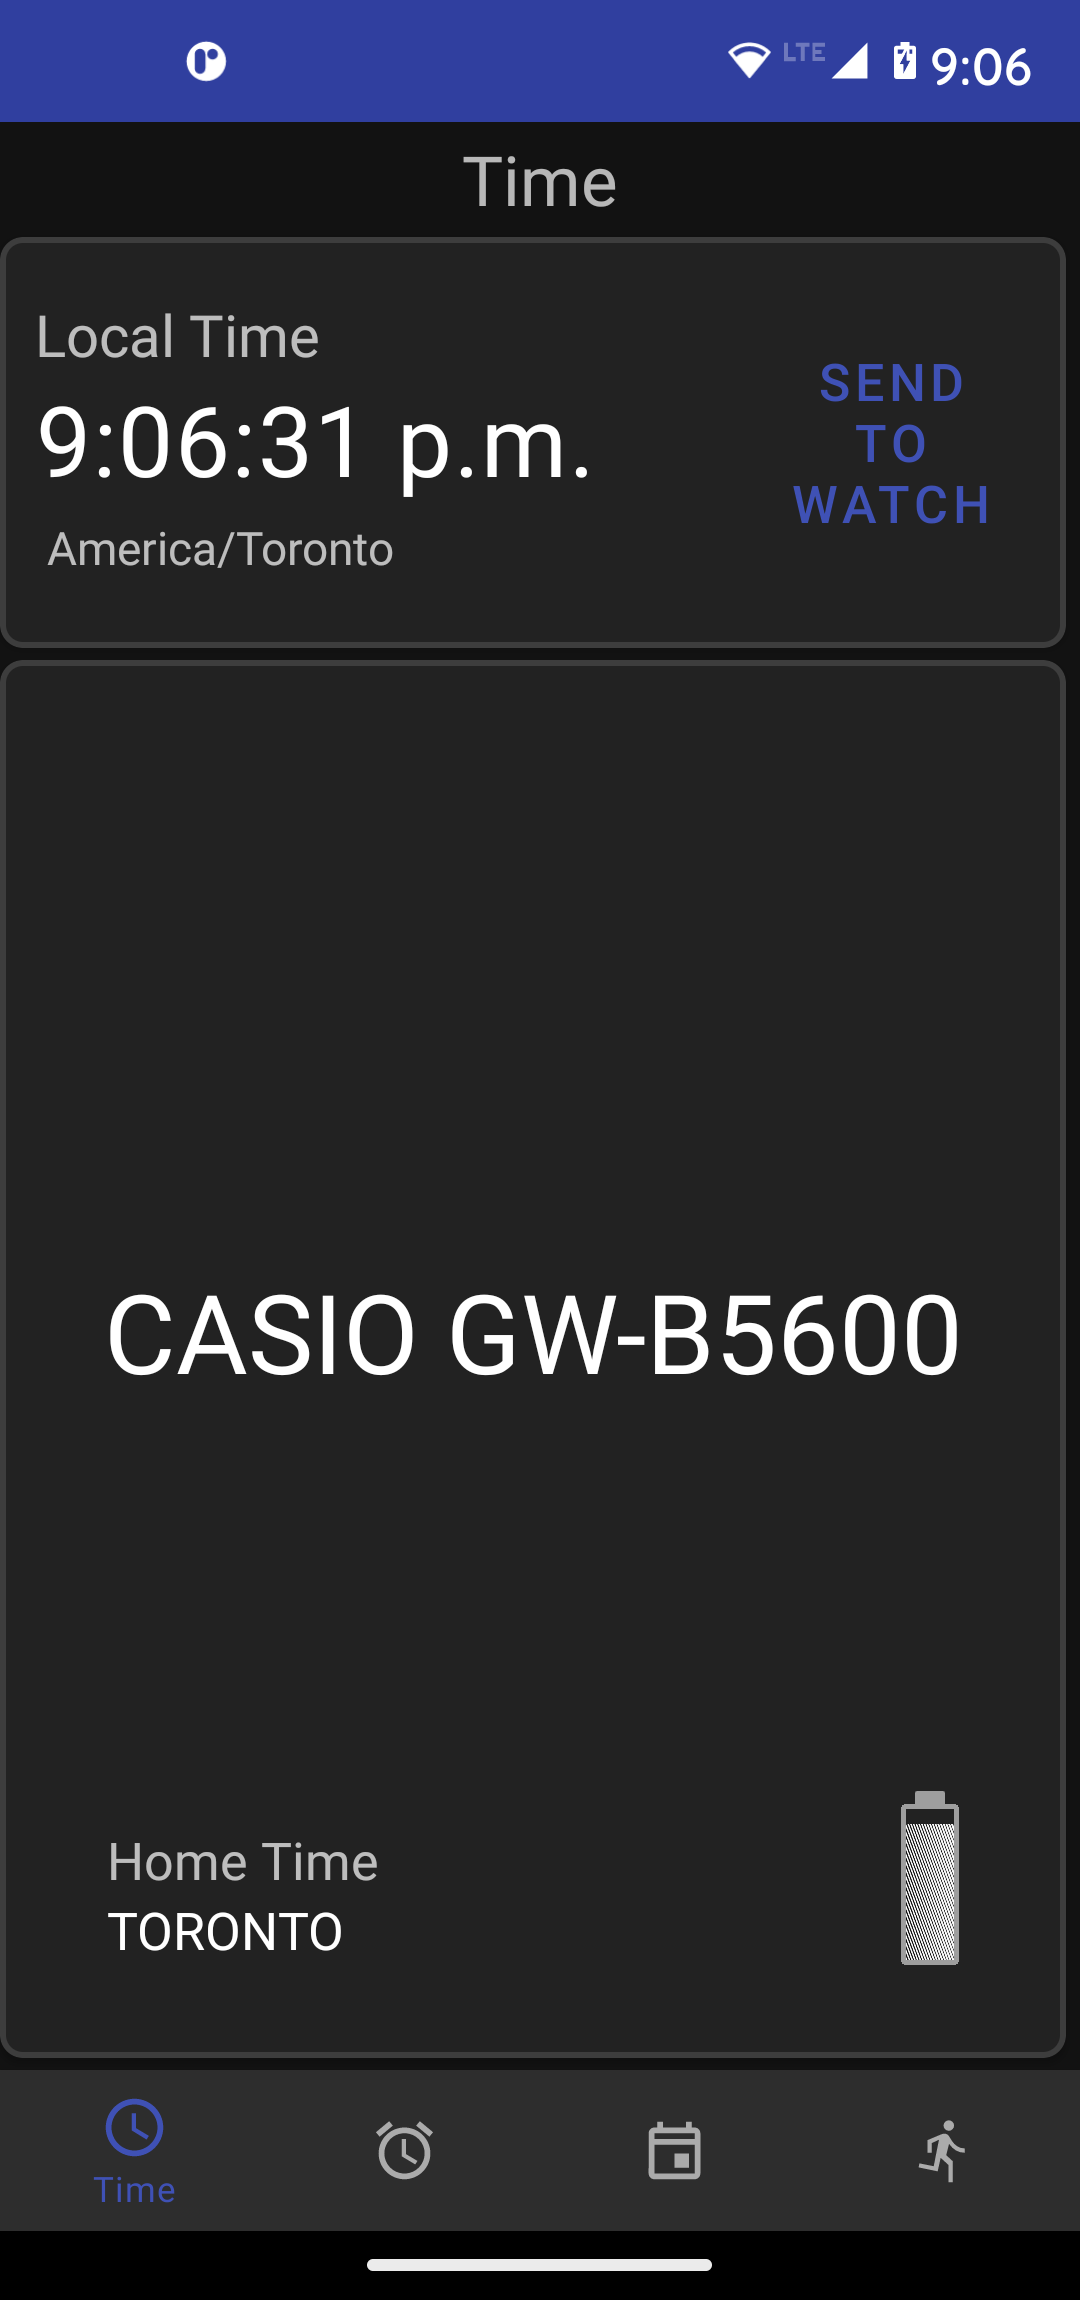 LTE 9:06
Time
Local Time
9:06:31 p.m.
America/Toronto
SEND
TO
WATCH
CASIO GW-B5600
Home Time
TORONTO
Time